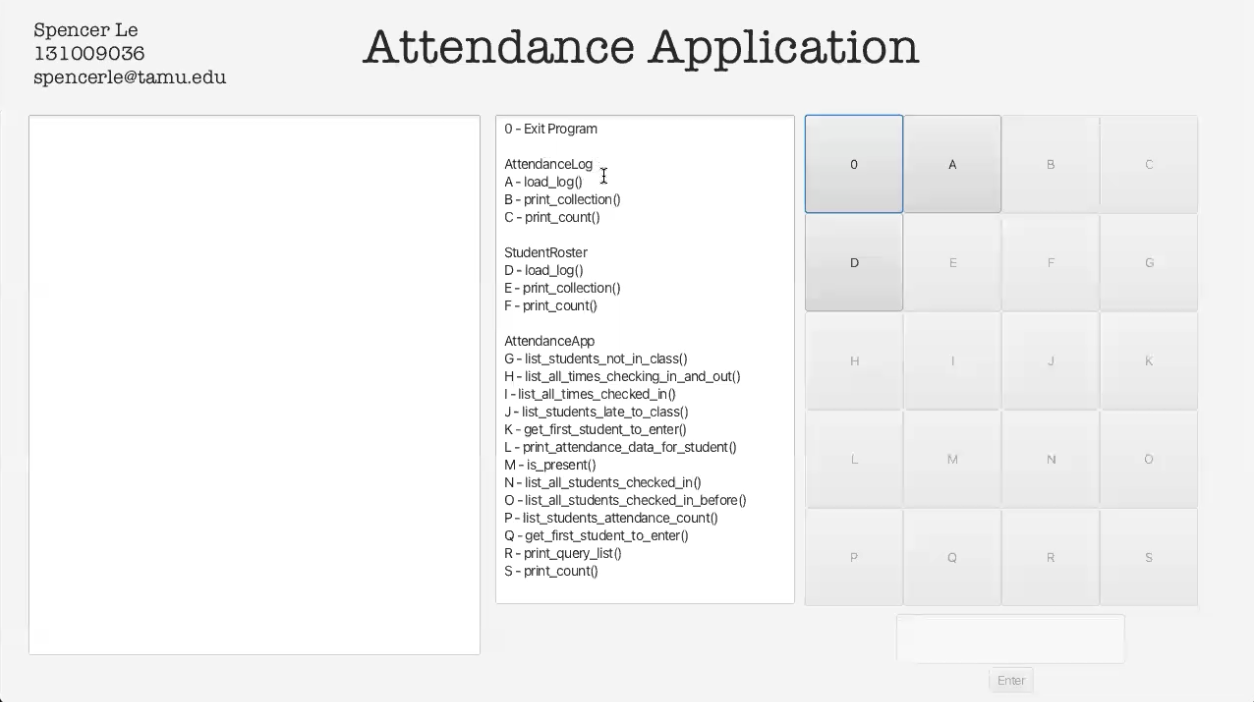 Spencer Le
131009036
spencerle@tamu.edu
Attendance Application
0 - Exit Program
AttendanceLog
A - load_log()
B - print_collection()
C - print_count()
StudentRoster
D - load_log()
E - print_collection()
F - print_count()
AttendanceApp
G - list_students_not_in_class()
H - list_all_times_checking_in_and_out()
I - list_all_times_checked_in()
J - list_students_late_to_class()
K - get_first_student_to_enter()
L - print_attendance_data_for_student()
M - is_present()
N - list_all_students_checked_in()
O - list_all_students_checked_in_before()
P - list_students_attendance_count()
Q - get_first_student_to_enter()
R - print_query_list()
S - print_count()
0 A B C
D E F G
H I J K
L M N O
P Q R S
Enter